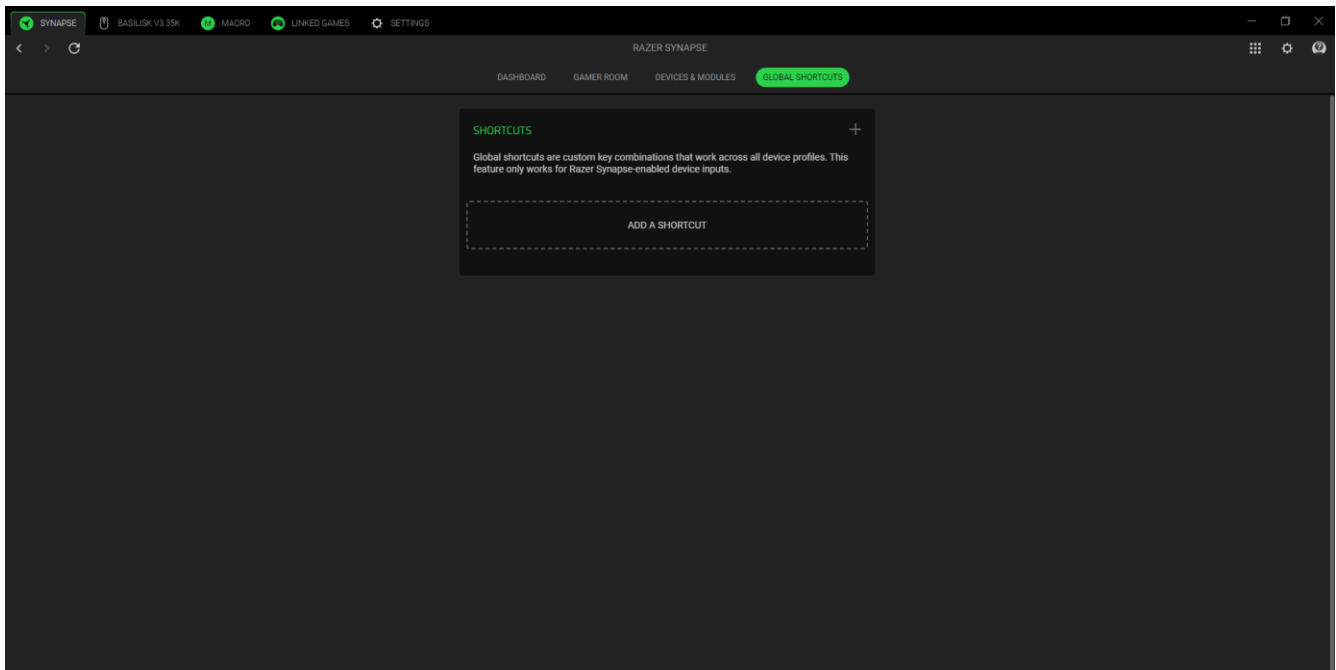 SYNAPSE BASILISK V3 35K M MACRO LINKED GAMES SETTINGS
RAZER SYNAPSE
DASHBOARD GAMER ROOM DEVICES & MODULES GLOBAL SHORTCUTS
SHORTCUTS
Global shortcuts are custom key combinations that work across all device profiles. This
feature only works for Razer Synapse-enabled device inputs.
ADD A SHORTCUT